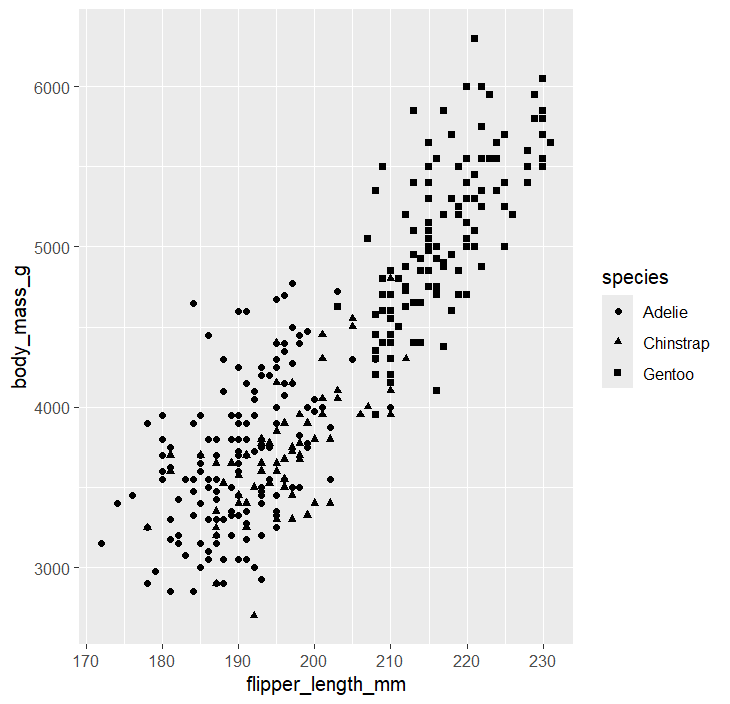 6000
5000
4000
3000
body_mass_g
170 180 190 200 210 220 230
flipper_length_mm
species
Adelie
Chinstrap
Gentoo